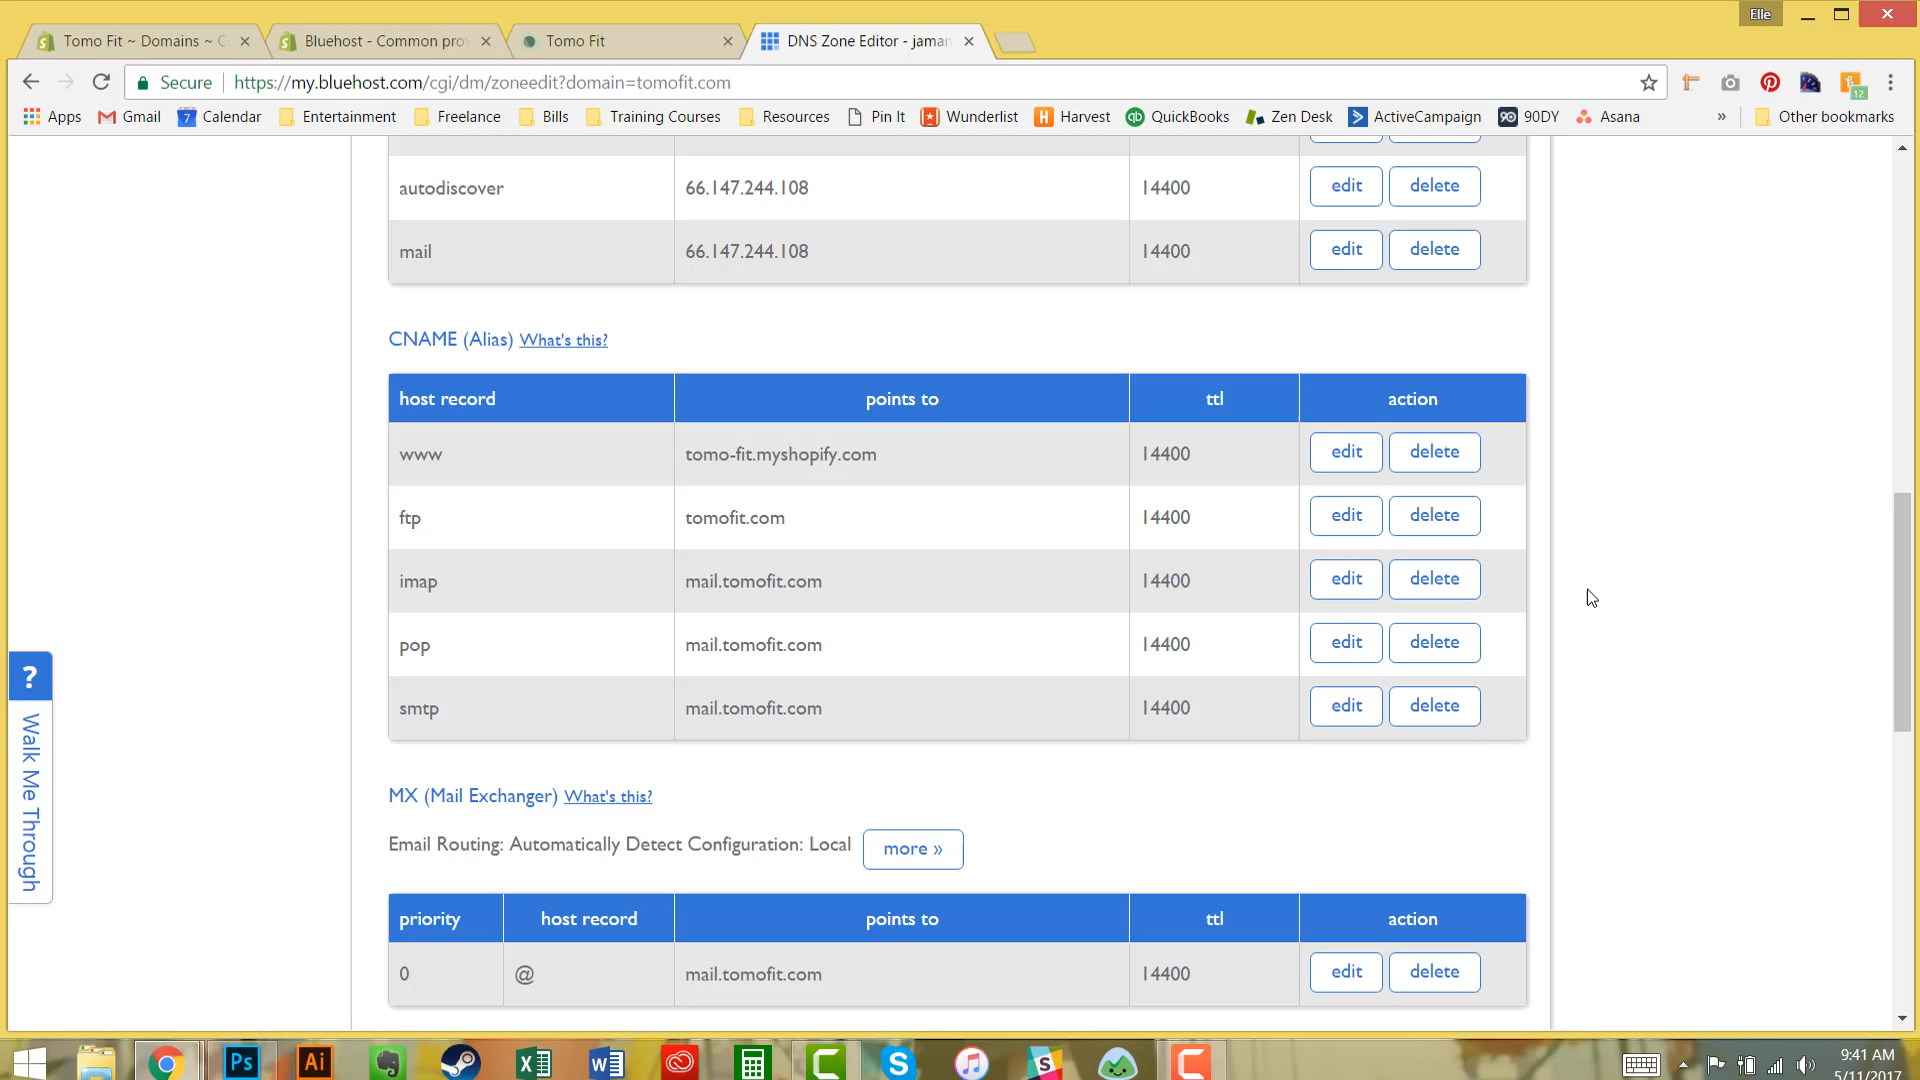 Elle
Tomo Fit ~ Domains ~ C
Bluehost - Common pro
Tomo Fit
DNS Zone Editor - jaman
Secure https://my.bluehost.com/cgi/dm/zoneedit?domain=tomofit.com
12
Apps Gmail 7 Calendar Entertainment Freelance Bills Training Courses Resources Pin It Wunderlist H Harvest qb QuickBooks Zen Desk ActiveCampaign 90 90DY Asana » Other bookmarks
autodiscover 66.147.244.108 14400 edit delete
mail 66.147.244.108 14400 edit delete
CNAME (Alias) What's this?
host record points to ttl action
www tomo-fit.myshopify.com 14400 edit delete
ftp tomofit.com 14400 edit delete
imap mail.tomofit.com 14400 edit delete
pop mail.tomofit.com 14400 edit delete
smtp mail.tomofit.com 14400 edit delete
? Walk Me Through
MX (Mail Exchanger) What's this?
Email Routing: Automatically Detect Configuration: Local more »
priority host record points to ttl action
0 @ mail.tomofit.com 14400 edit delete
Ps Ai X W C S S C
9:41 AM
5/11/2017